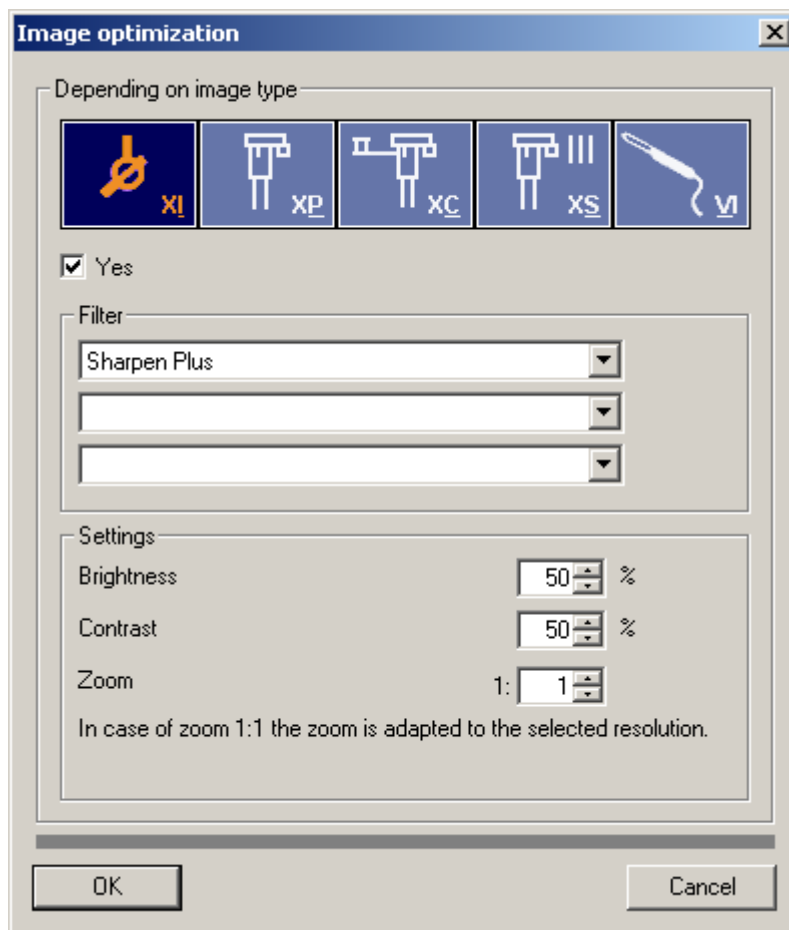 Image optimization
Depending on image type
XI XP XC XS VI
Yes
Filter
Sharpen Plus
Settings
Brightness 50 %
Contrast 50 %
Zoom 1: 1
In case of zoom 1:1 the zoom is adapted to the selected resolution.
OK Cancel